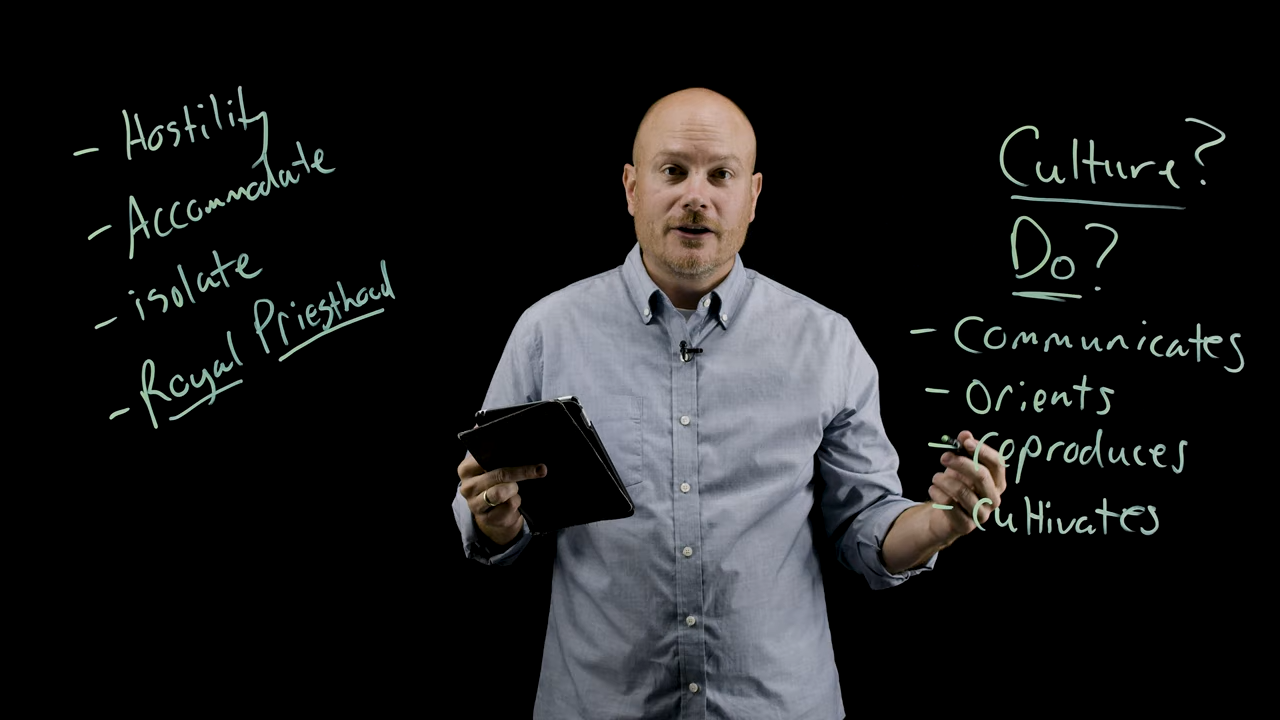 - Hostility
- Accommodate
- isolate
- Royal Priesthood
Culture?
Do?
- Communicates
- Orients
- reproduces
- cultivates